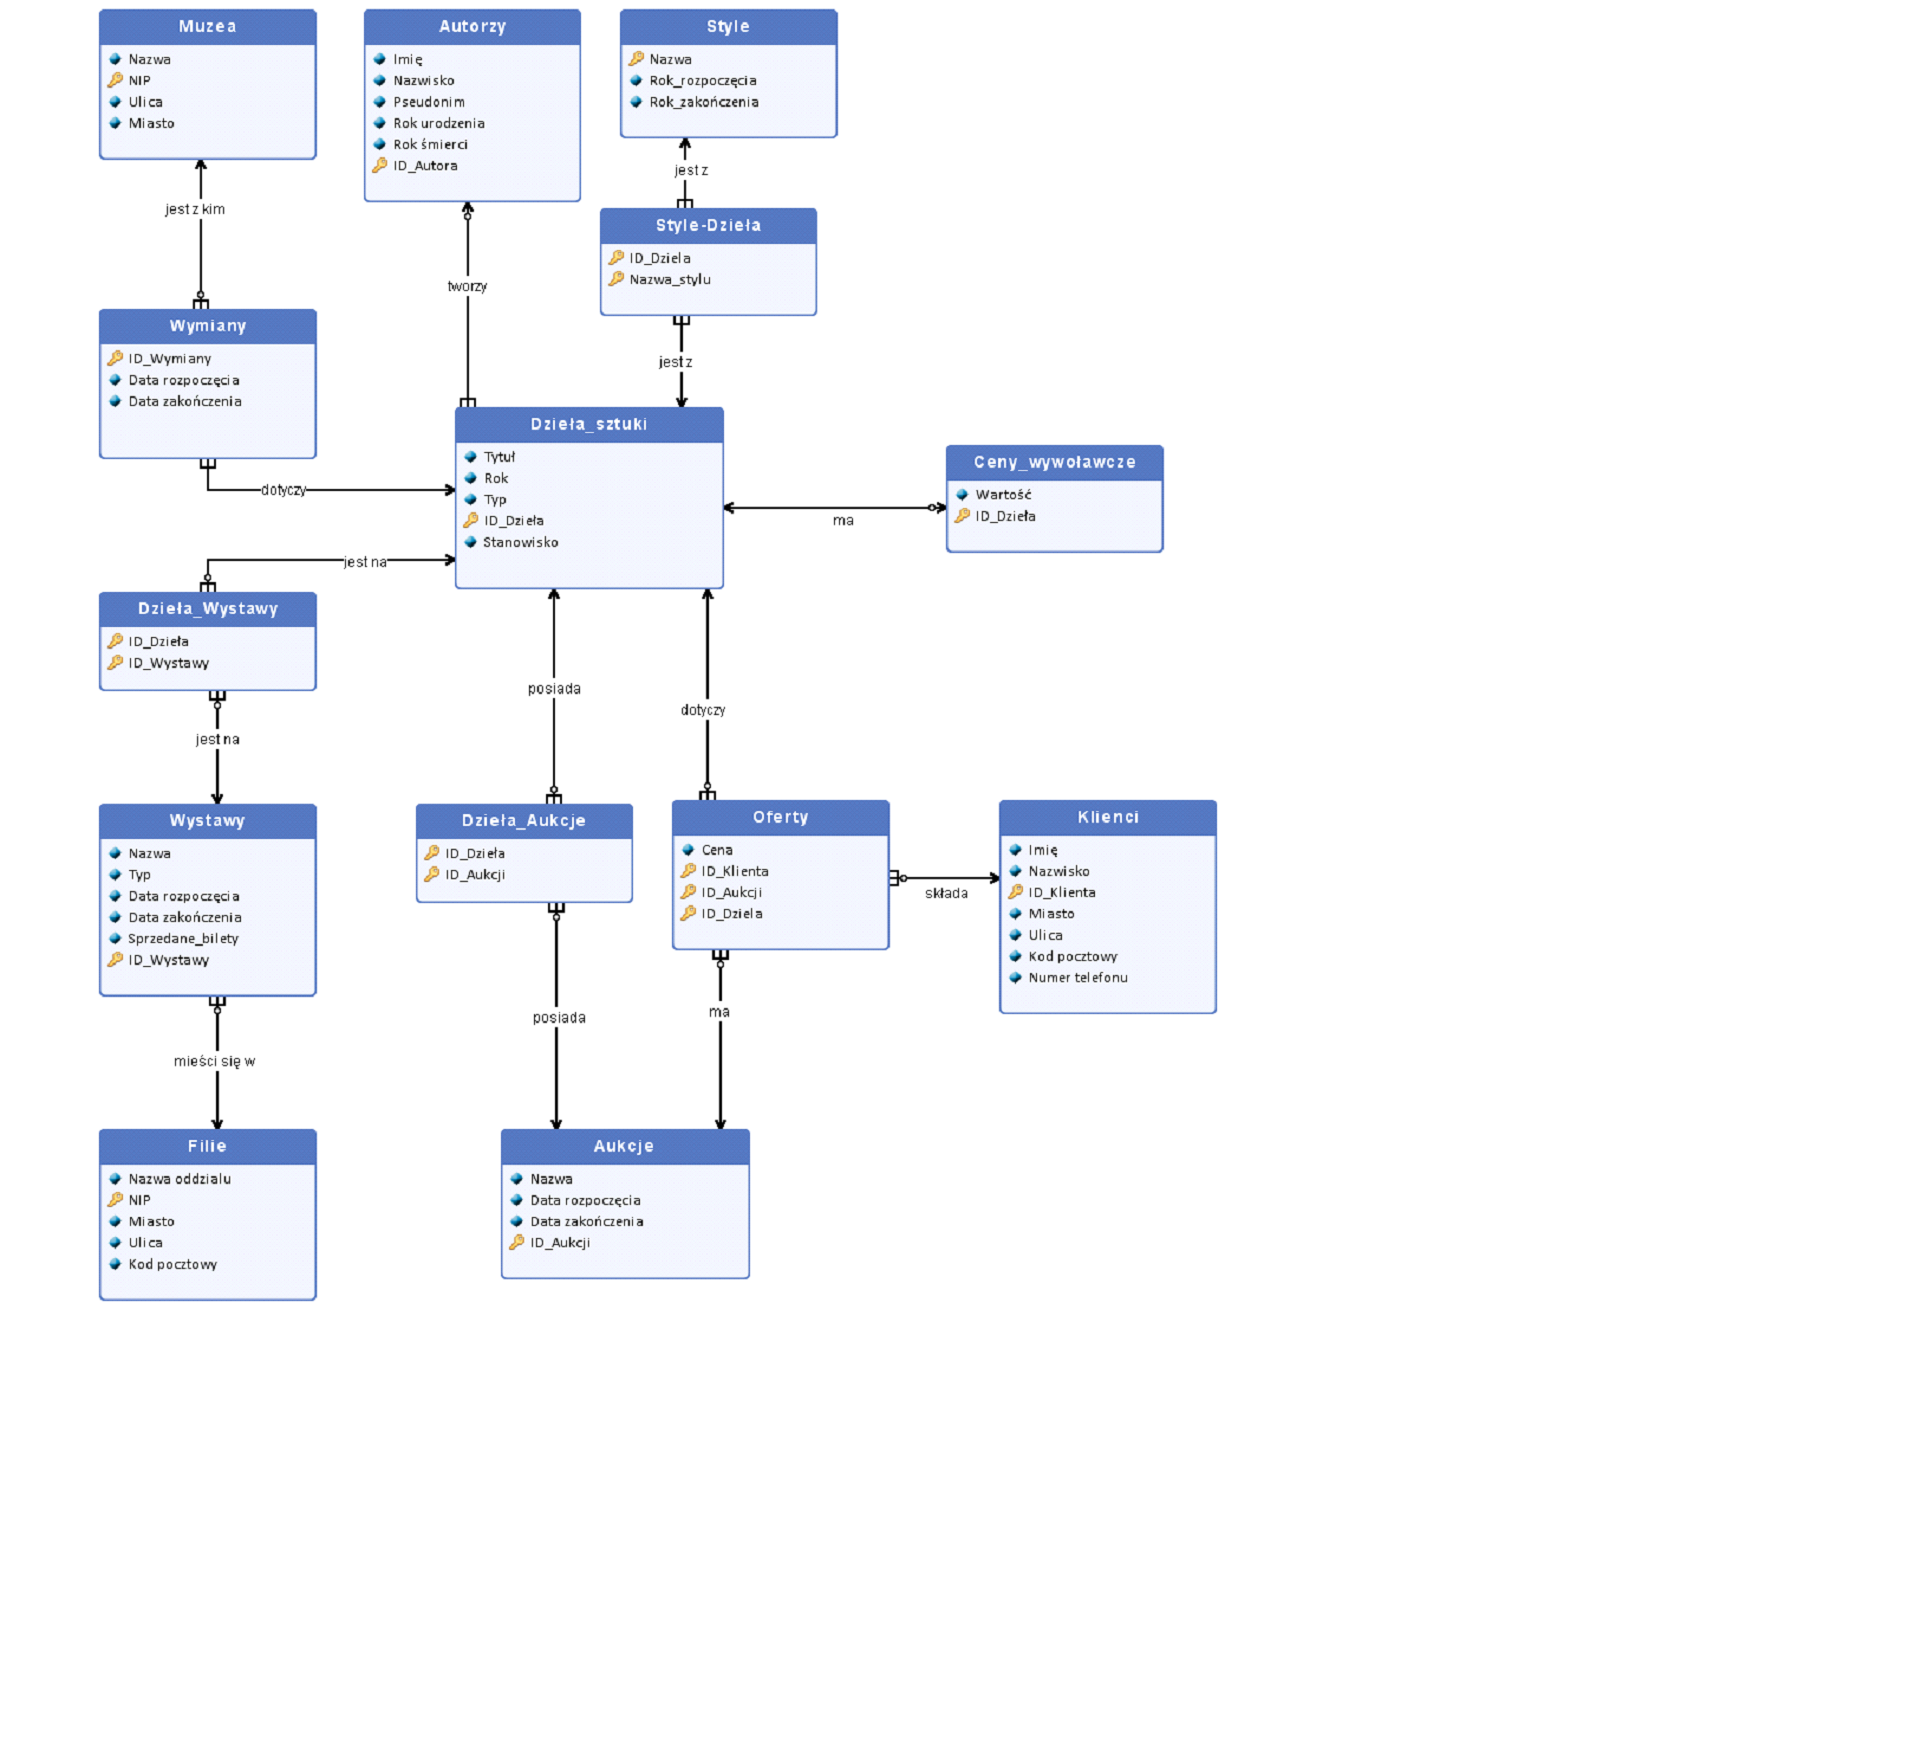 Muzea
Nazwa
NIP
Ulica
Miasto
Autorzy
Imię
Nazwisko
Pseudonim
Rok urodzenia
Rok śmierci
ID_Autora
Style
Nazwa
Rok_rozpoczęcia
Rok_zakończenia
jest z kim
tworzy
jest z
Style-Dzieła
ID_Dziela
Nazwa_stylu
jest z
Wymiany
ID_Wymiany
Data rozpoczęcia
Data zakończenia
dotyczy
Dzieła_sztuki
Tytuł
Rok
Typ
ID_Dzieła
Stanowisko
ma
Ceny_wywoławcze
Wartość
ID_Dzieła
jest na
Dzieła_Wystawy
ID_Dzieła
ID_Wystawy
jest na
posiada
dotyczy
Wystawy
Nazwa
Typ
Data rozpoczęcia
Data zakończenia
Sprzedane_bilety
ID_Wystawy
Dzieła_Aukcje
ID_Dzieła
ID_Aukcji
Oferty
Cena
ID_Klienta
ID_Aukcji
ID_Dziela
składa
Klienci
Imię
Nazwisko
ID_Klienta
Miasto
Ulica
Kod pocztowy
Numer telefonu
mieści się w
posiada
ma
Filie
Nazwa oddzialu
NIP
Miasto
Ulica
Kod pocztowy
Aukcje
Nazwa
Data rozpoczęcia
Data zakończenia
ID_Aukcji